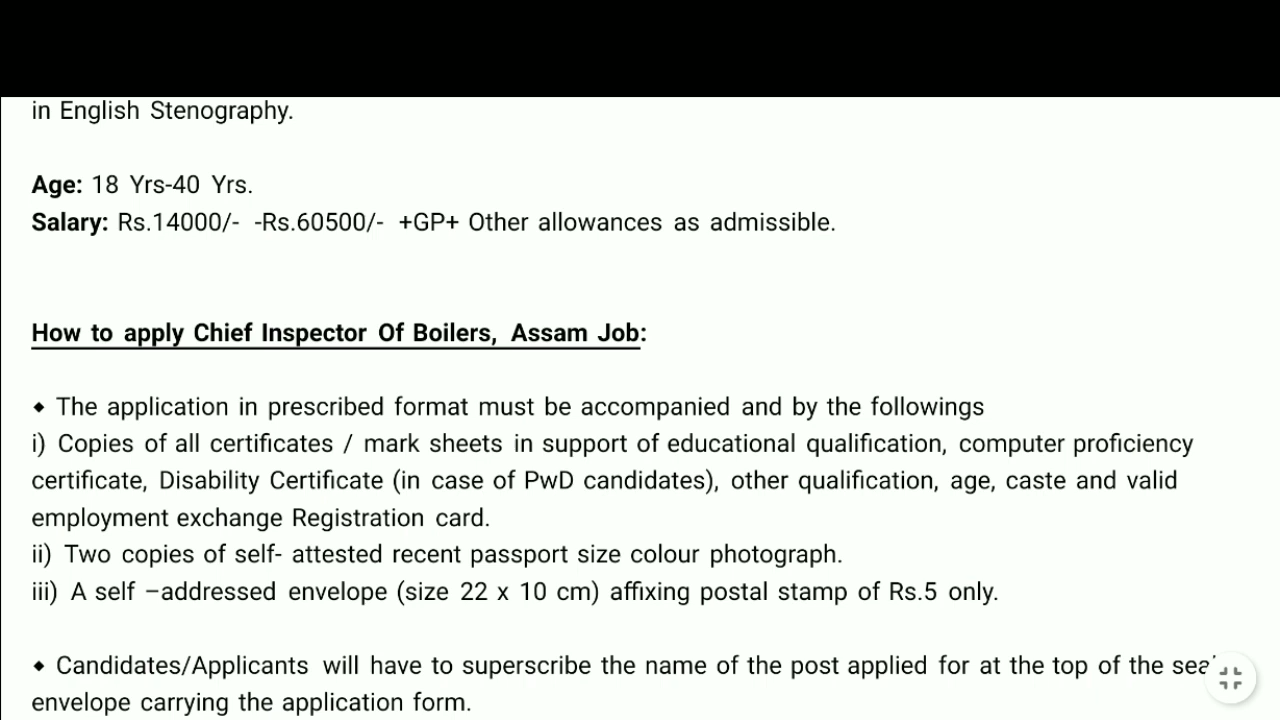 in English Stenography.
Age: 18 Yrs-40 Yrs.
Salary: Rs.14000/- -Rs.60500/- +GP+ Other allowances as admissible.
How to apply Chief Inspector Of Boilers, Assam Job:
◆ The application in prescribed format must be accompanied and by the followings
i) Copies of all certificates / mark sheets in support of educational qualification, computer proficiency
certificate, Disability Certificate (in case of PwD candidates), other qualification, age, caste and valid
employment exchange Registration card.
ii) Two copies of self- attested recent passport size colour photograph.
iii) A self –addressed envelope (size 22 x 10 cm) affixing postal stamp of Rs.5 only.
◆ Candidates/Applicants will have to superscribe the name of the post applied for at the top of the
envelope carrying the application form.